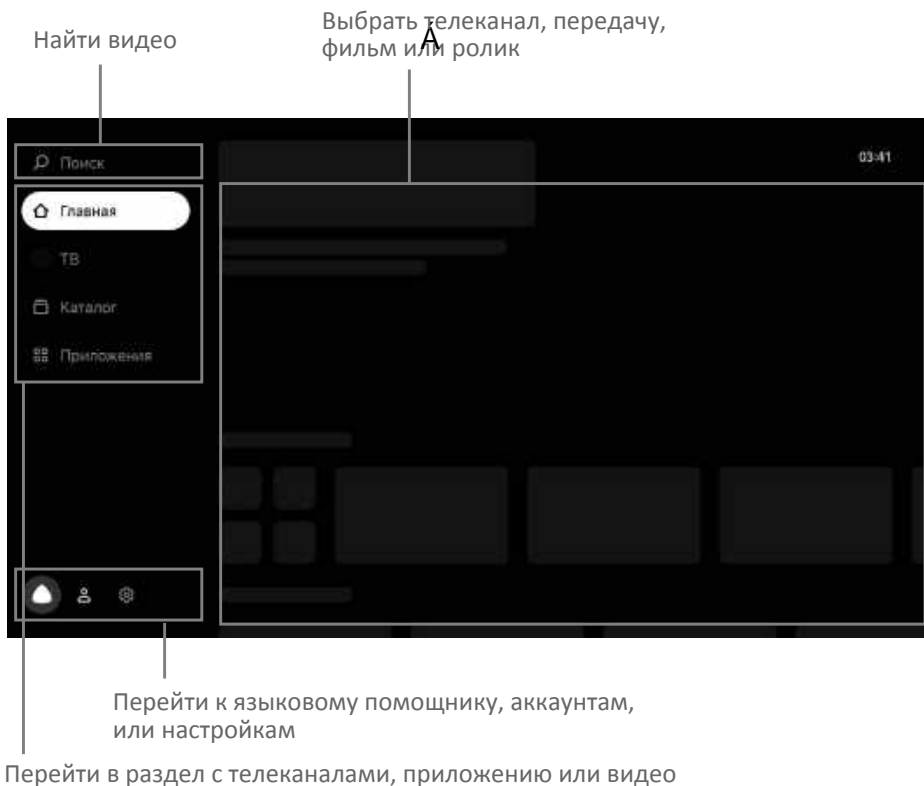 Найти видео
Выбрать телеканал, передачу,
фильм или ролик
Á
Поиск
03:41
Главная
ТВ
Каталог
Приложения
Перейти к языковому помощнику, аккаунтам,
или настройкам
Перейти в раздел с телеканалами, приложению или видео